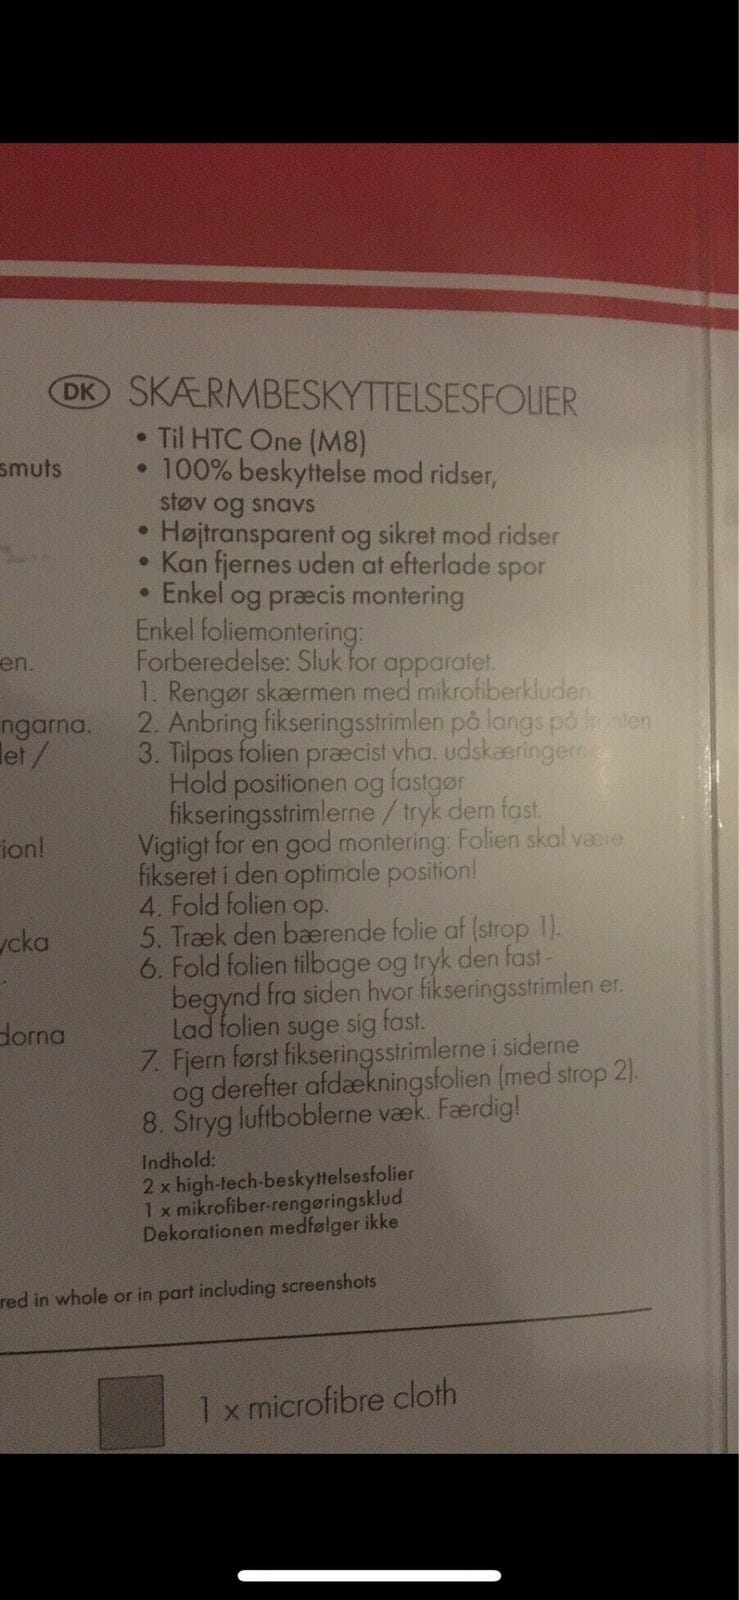 DK SKÆRMBESKYTTELSESFOLIER
• Til HTC One (M8)
smuts
• 100% beskyttelse mod ridser,
støv og snavs
• Højtransparent og sikret mod ridser
• Kan fjernes uden at efterlade spor
• Enkel og præcis montering
Enkel foliemontering:
en.
Forberedelse: Sluk for apparatet.
1. Rengør skærmen med mikrofiberkluden
ngarna.
2. Anbring fikseringsstrimlen på langs på fronten
let /
3. Tilpas folien præcist vha. udskæringerne
Hold positionen og fastgør
fikseringsstrimlerne / tryk dem fast.
ion!
Vigtigt for en god montering: Folien skal være
fikseret i den optimale position!
4. Fold folien op.
ycka
5. Træk den bærende folie af (strop 1).
.
6. Fold folien tilbage og tryk den fast -
begynd fra siden hvor fikseringsstrimlen er.
dorna
Lad folien suge sig fast.
7. Fjern først fikseringsstrimlerne i siderne
og derefter afdækningsfolien (med strop 2).
8. Stryg luftboblerne væk. Færdig!
Indhold:
2 x high-tech-beskyttelsesfolier
1 x mikrofiber-rengøringsklud
Dekorationen medfølger ikke
red in whole or in part including screenshots
1 x microfibre cloth